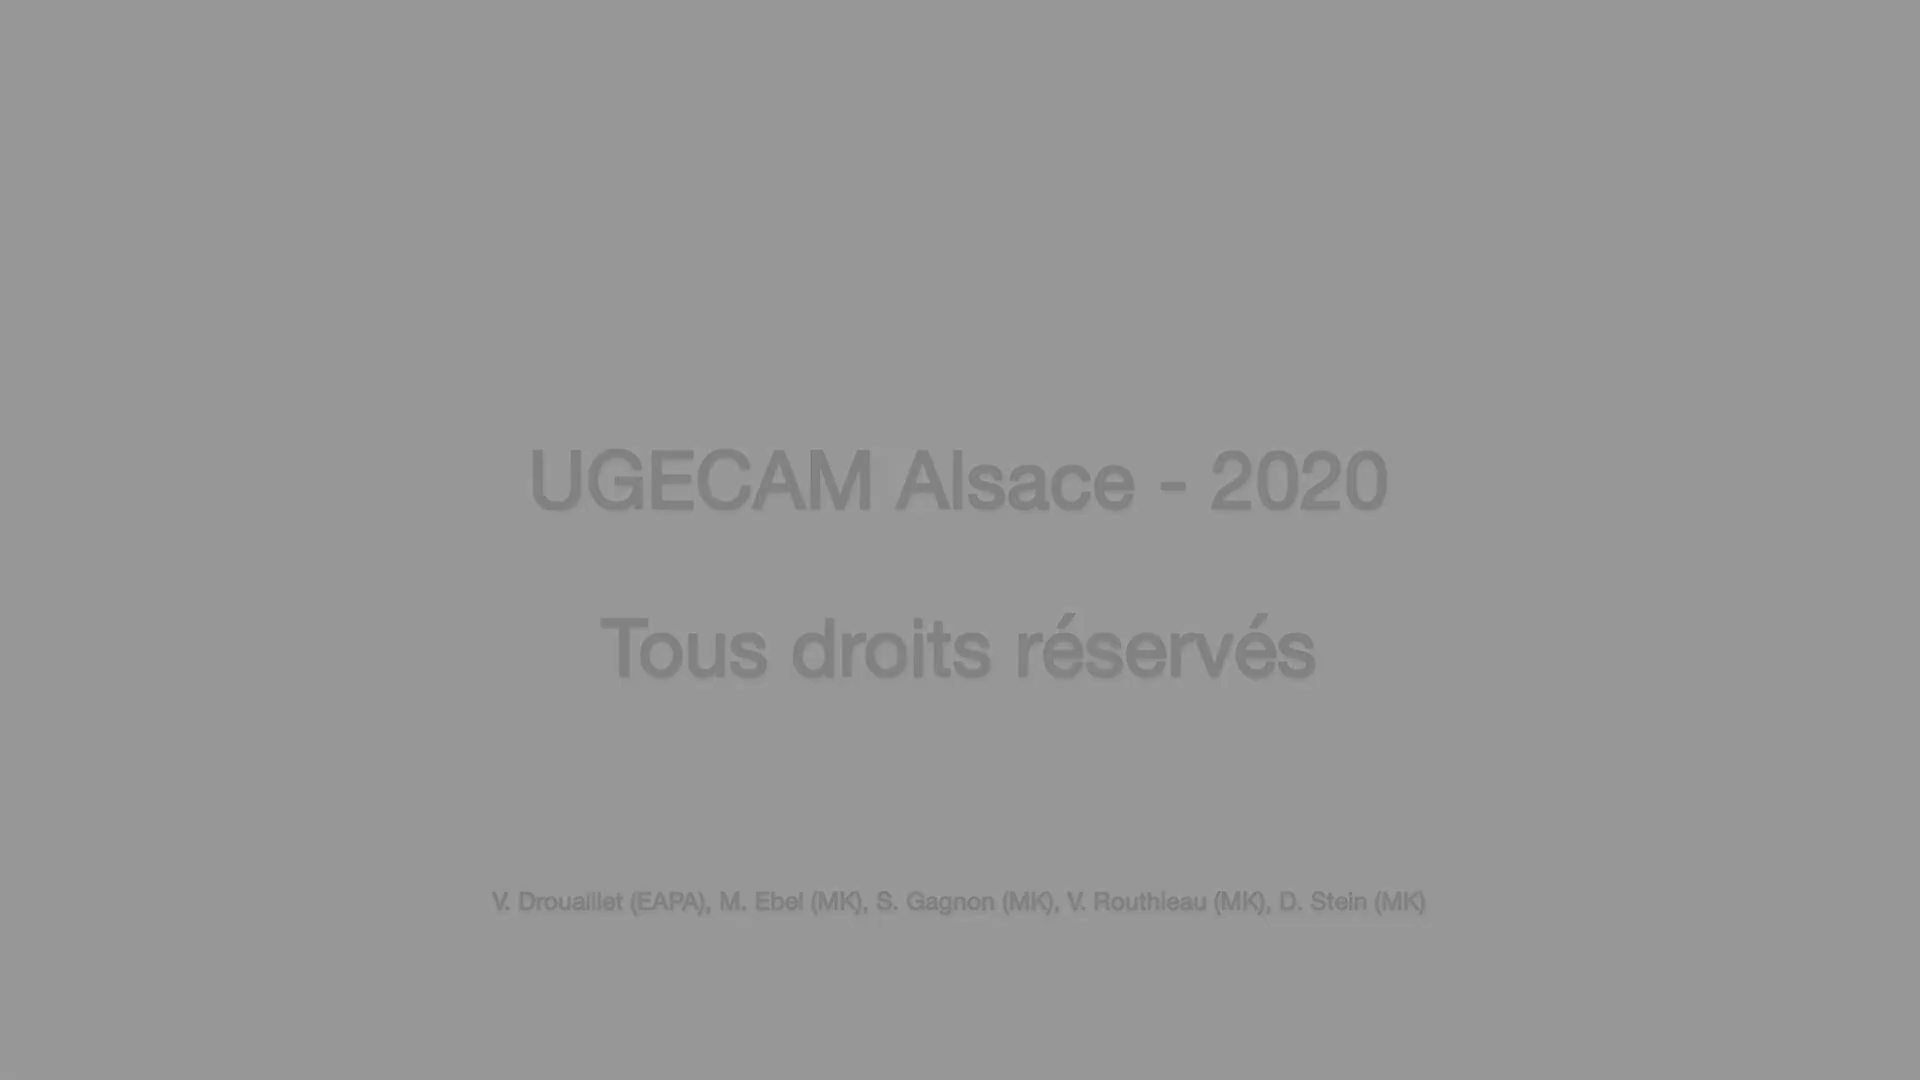 UGECAM Alsace - 2020
Tous droits réservés
V. Drouaillet (EAPA), M. Ebel (MK), S. Gagnon (MK), V. Routhieau (MK), D. Stein (MK)